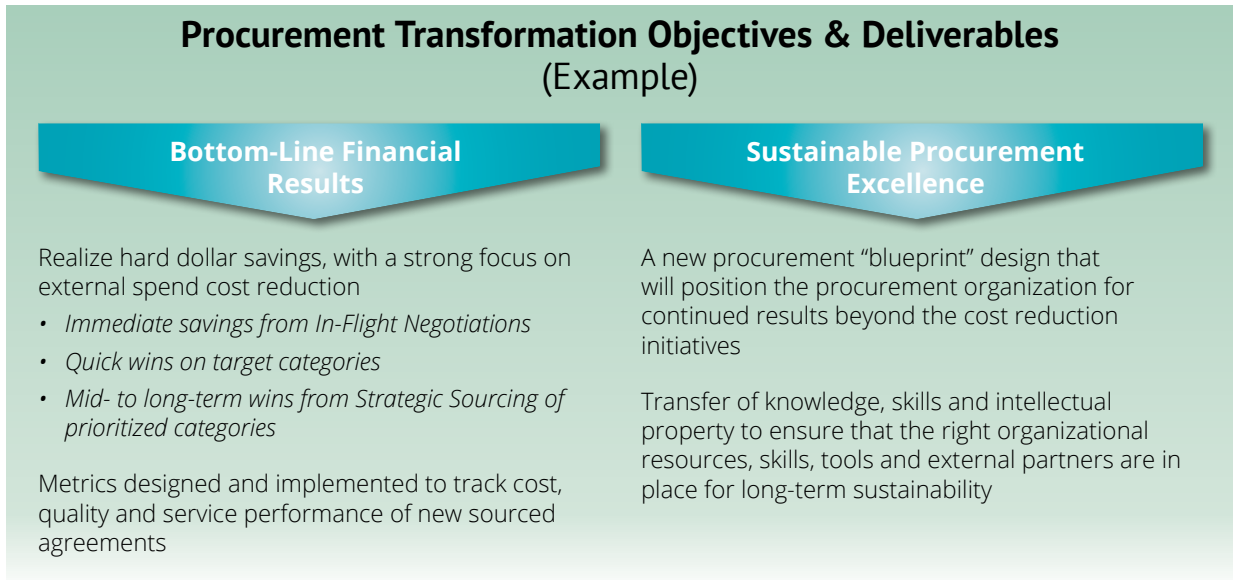 Procurement Transformation Objectives & Deliverables
(Example)
Bottom-Line Financial
Results
Realize hard dollar savings, with a strong focus on
external spend cost reduction
• Immediate savings from In-Flight Negotiations
• Quick wins on target categories
• Mid- to long-term wins from Strategic Sourcing of
prioritized categories
Metrics designed and implemented to track cost,
quality and service performance of new sourced
agreements
Sustainable Procurement
Excellence
A new procurement “blueprint” design that
will position the procurement organization for
continued results beyond the cost reduction
initiatives
Transfer of knowledge, skills and intellectual
property to ensure that the right organizational
resources, skills, tools and external partners are in
place for long-term sustainability